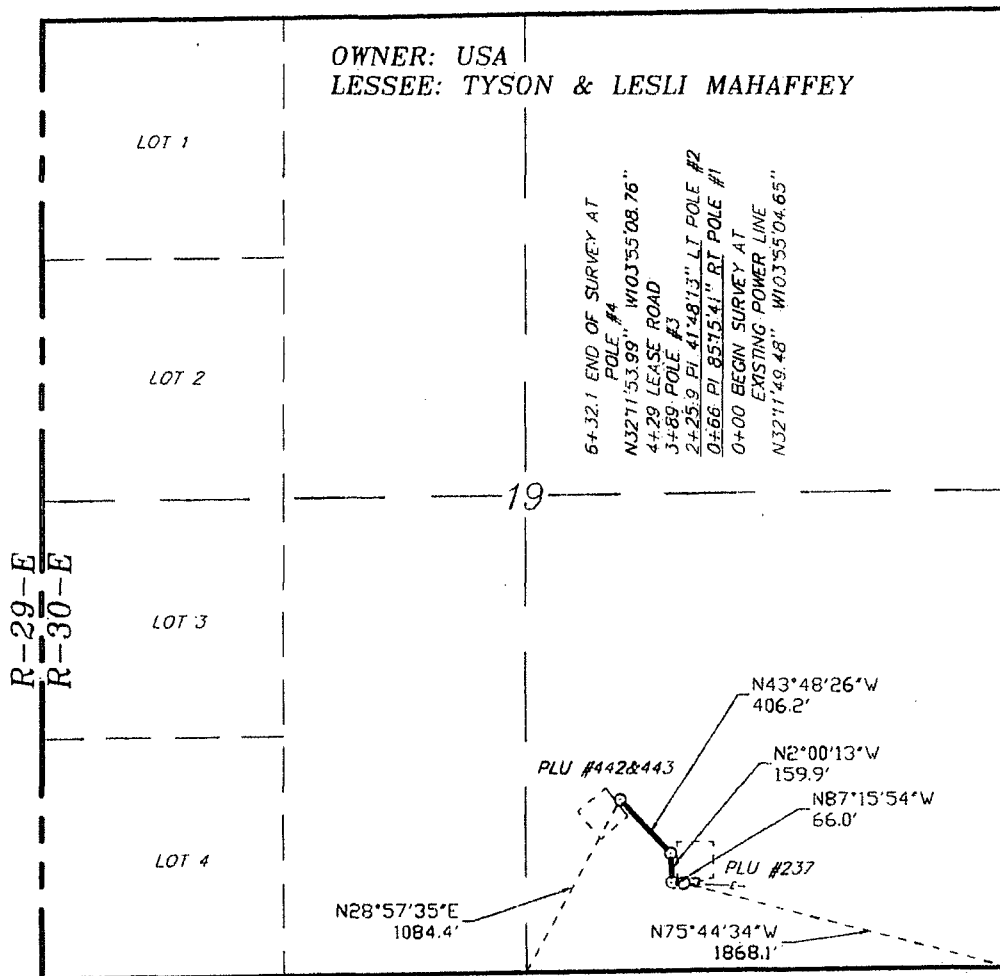 OWNER: USA
LESSEE: TYSON & LESLI MAHAFFEY
LOT 1
LOT 2
LOT 3
LOT 4
R-29-E
R-30-E
19
6+32.1 END OF SURVEY AT
POLE #4
N32°11'53.99" W103°55'08.76"
4+29 LEASE ROAD
3+89 POLE #3
2+25.9 PI 41°48'13" LT POLE #2
0+66 PI 85°15'41" RT POLE #1
0+00 BEGIN SURVEY AT
EXISTING POWER LINE
N32°11'49.48" W103°55'04.65"
N43°48'26"W
406.2'
PLU #442&443
N2°00'13"W
159.9'
N87°15'54"W
66.0'
PLU #237
E
N28°57'35"E
1084.4'
N75°44'34"W
1868.1'